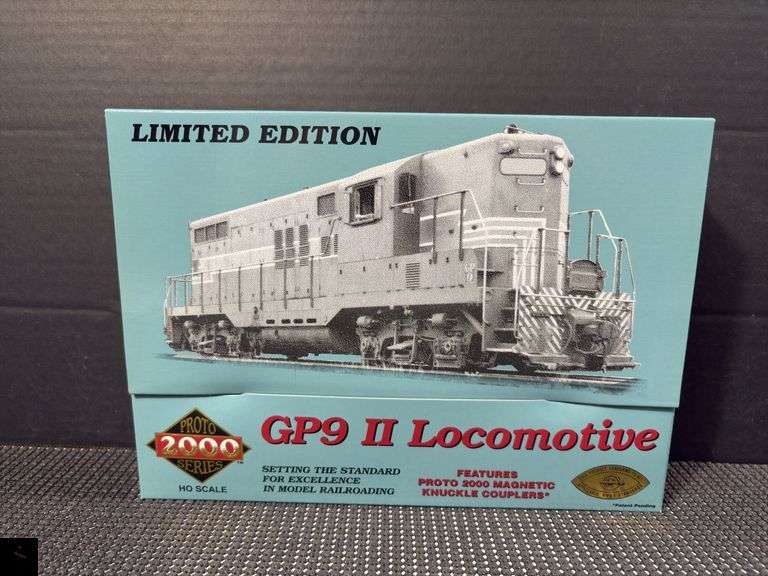 LIMITED EDITION
GP9 II Locomotive
PROTO
2000
SERIES
TM
HO SCALE
SETTING THE STANDARD
FOR EXCELLENCE
IN MODEL RAILROADING
FEATURES
PROTO 2000 MAGNETIC
KNUCKLE COUPLERS*
*Patent Pending